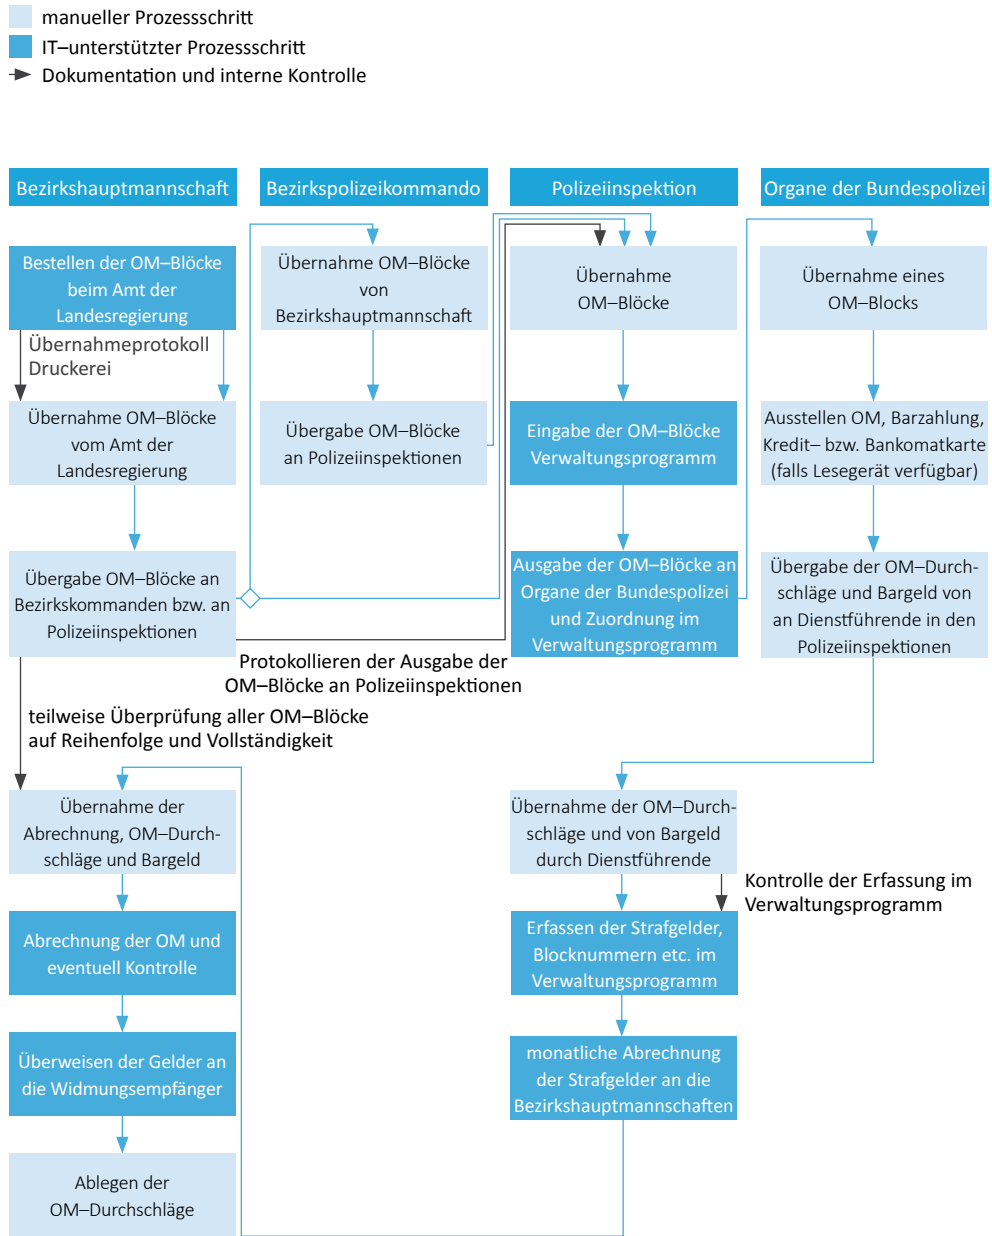 manueller Prozessschritt
IT–unterstützter Prozessschritt
Dokumentation und interne Kontrolle
Bezirkshauptmannschaft
Bestellen der OM–Blöcke
beim Amt der
Landesregierung
Übernahmeprotokoll
Druckerei
Übernahme OM–Blöcke
vom Amt der
Landesregierung
Übergabe OM–Blöcke an
Bezirkskommanden bzw. an
Polizeiinspektionen
teilweise Überprüfung aller OM–Blöcke
auf Reihenfolge und Vollständigkeit
Übernahme der
Abrechnung, OM–Durch-
schläge und Bargeld
Abrechnung der OM und
eventuell Kontrolle
Überweisen der Gelder an
die Widmungsempfänger
Ablegen der
OM–Durchschläge
Bezirkspolizeikommando
Übernahme OM–Blöcke
von
Bezirkshauptmannschaft
Übergabe OM–Blöcke
an Polizeiinspektionen
Protokollieren der Ausgabe der
OM–Blöcke an Polizeiinspektionen
Polizeiinspektion
Übernahme
OM–Blöcke
Eingabe der OM–Blöcke
Verwaltungsprogramm
Ausgabe der OM–Blöcke an
Organe der Bundespolizei
und Zuordnung im
Verwaltungsprogramm
Übernahme der OM–Durch-
schläge und von Bargeld
durch Dienstführende
Kontrolle der Erfassung im
Verwaltungsprogramm
Erfassen der Strafgelder,
Blocknummern etc. im
Verwaltungsprogramm
monatliche Abrechnung
der Strafgelder an die
Bezirkshauptmannschaften
Organe der Bundespolizei
Übernahme eines
OM–Blocks
Ausstellen OM, Barzahlung,
Kredit– bzw. Bankomatkarte
(falls Lesegerät verfügbar)
Übergabe der OM–Durch-
schläge und Bargeld von
an Dienstführende in den
Polizeiinspektionen